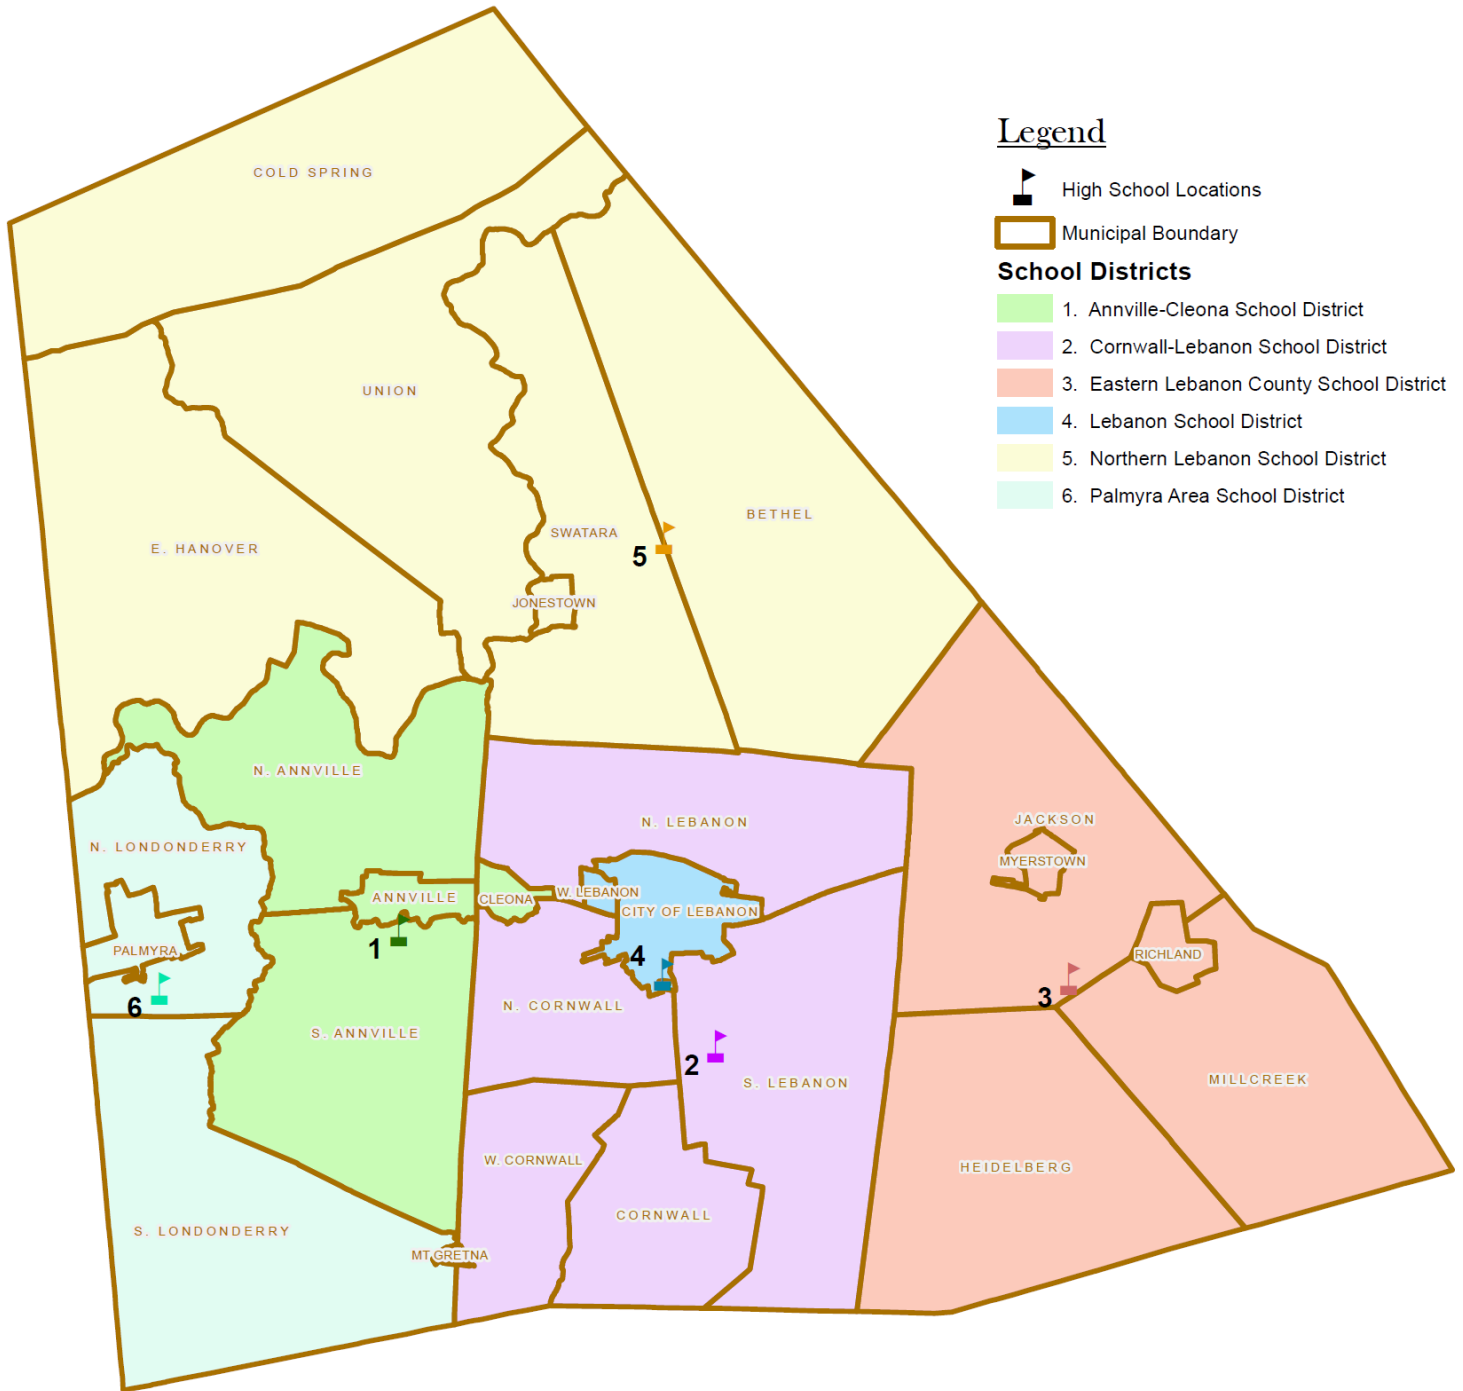 Legend
High School Locations
Municipal Boundary
School Districts
1. Annville-Cleona School District
2. Cornwall-Lebanon School District
3. Eastern Lebanon County School District
4. Lebanon School District
5. Northern Lebanon School District
6. Palmyra Area School District
COLD SPRING
UNION
BETHEL
SWATARA
E. HANOVER
5
JONESTOWN
N. ANNVILLE
N. LEBANON
JACKSON
N. LONDONDERRY
MYERSTOWN
W. LEBANON
ANNVILLE
CLEONA
CITY OF LEBANON
PALMYRA
1
4
RICHLAND
6
3
N. CORNWALL
S. ANNVILLE
2
S. LEBANON
MILLCREEK
W. CORNWALL
HEIDELBERG
CORNWALL
S. LONDONDERRY
MT GRETNA